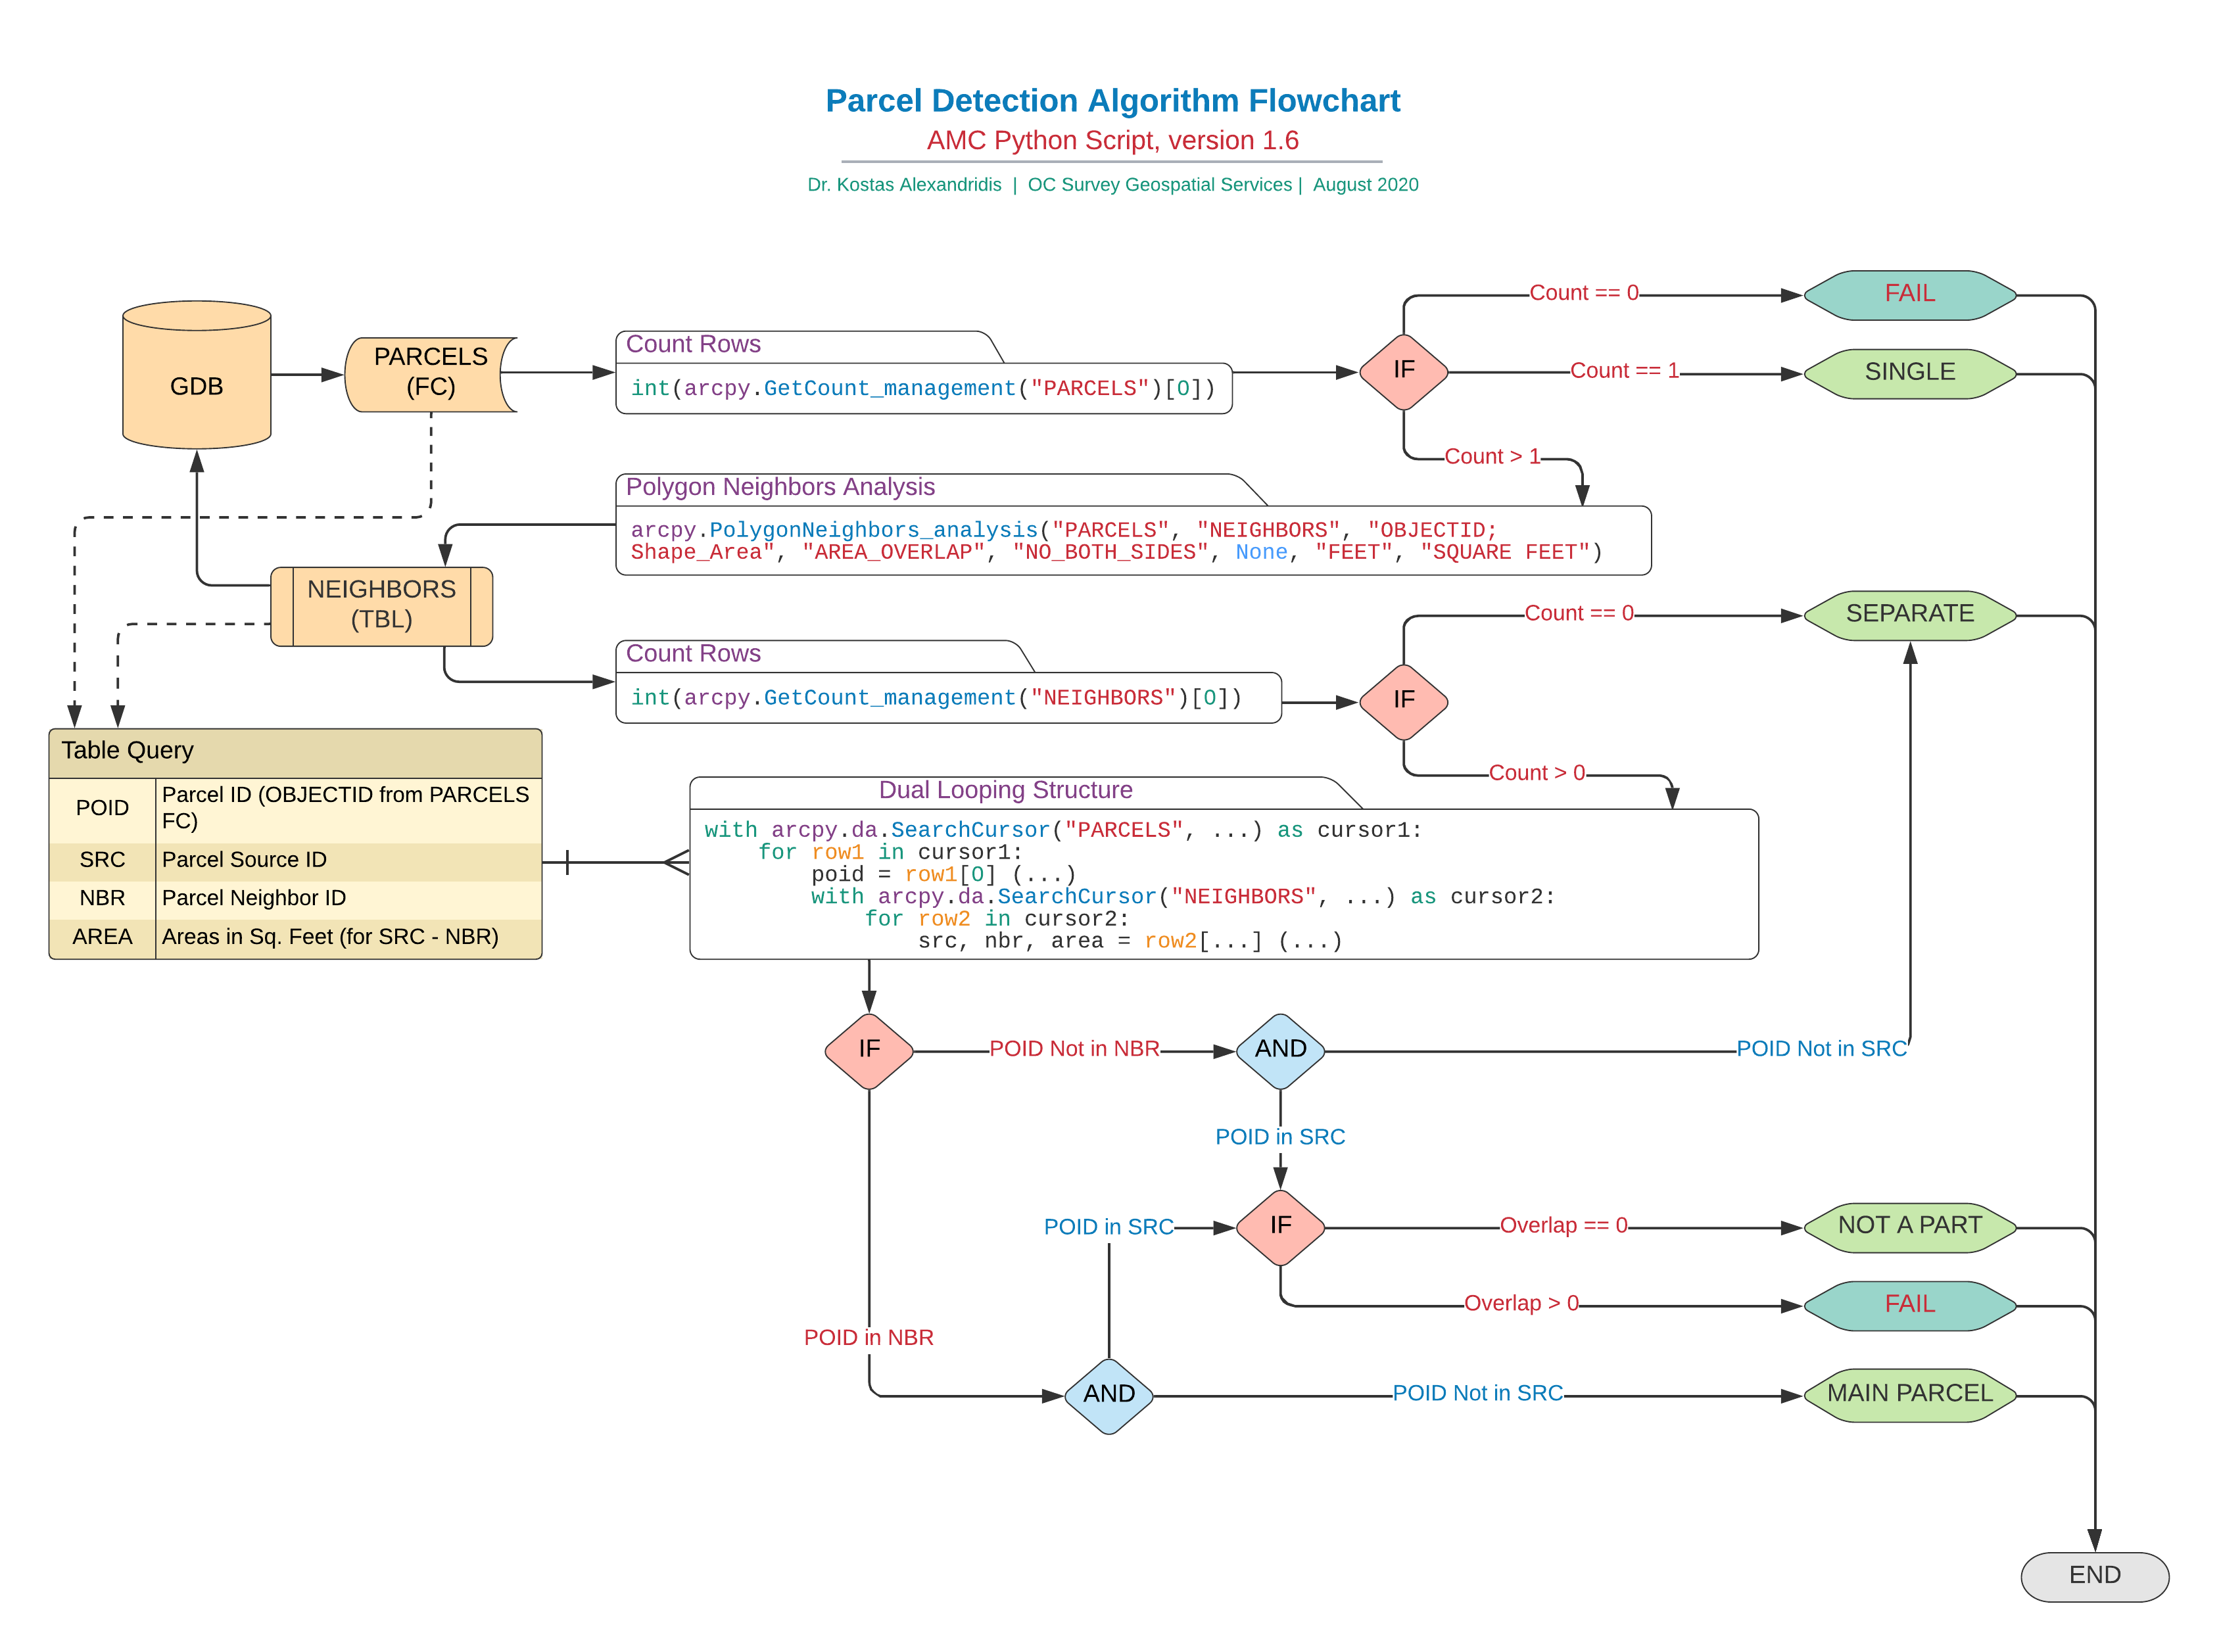 Parcel Detection Algorithm Flowchart
AMC Python Script, version 1.6
Dr. Kostas Alexandridis | OC Survey Geospatial Services | August 2020
GDB
PARCELS
(FC)
Count Rows
int(arcpy.GetCount_management("PARCELS")[0])
IF
Count == 0
FAIL
Count == 1
SINGLE
Count > 1
Polygon Neighbors Analysis
arcpy.PolygonNeighbors_analysis("PARCELS", "NEIGHBORS", "OBJECTID;
Shape_Area", "AREA_OVERLAP", "NO_BOTH_SIDES", None, "FEET", "SQUARE FEET")
NEIGHBORS
(TBL)
Count Rows
int(arcpy.GetCount_management("NEIGHBORS")[0])
IF
Count == 0
SEPARATE
Count > 0
Table Query
POID
Parcel ID (OBJECTID from PARCELS
FC)
SRC
Parcel Source ID
NBR
Parcel Neighbor ID
AREA
Areas in Sq. Feet (for SRC - NBR)
Dual Looping Structure
with arcpy.da.SearchCursor("PARCELS", ...) as cursor1:
    for row1 in cursor1:
        poid = row1[0] (...)
        with arcpy.da.SearchCursor("NEIGHBORS", ...) as cursor2:
            for row2 in cursor2:
                src, nbr, area = row2[...] (...)
IF
POID Not in NBR
AND
POID Not in SRC
POID in SRC
POID in SRC
IF
Overlap == 0
NOT A PART
Overlap > 0
FAIL
POID in NBR
AND
POID Not in SRC
MAIN PARCEL
END